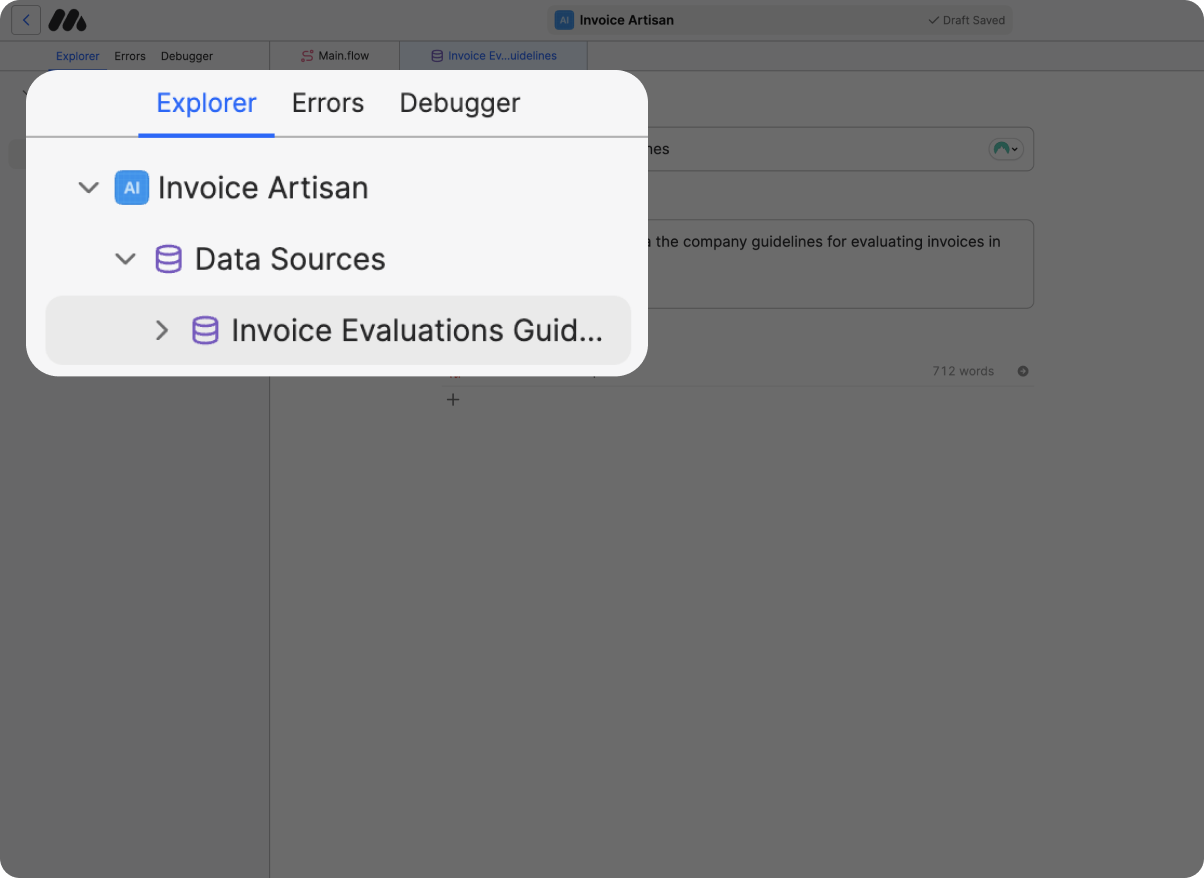 AI Invoice Artisan
Draft Saved
Explorer Errors Debugger
Main.flow
Invoice Ev...uidelines
Explorer Errors Debugger
AI Invoice Artisan
Data Sources
Invoice Evaluations Guid...
the company guidelines for evaluating invoices in
712 words